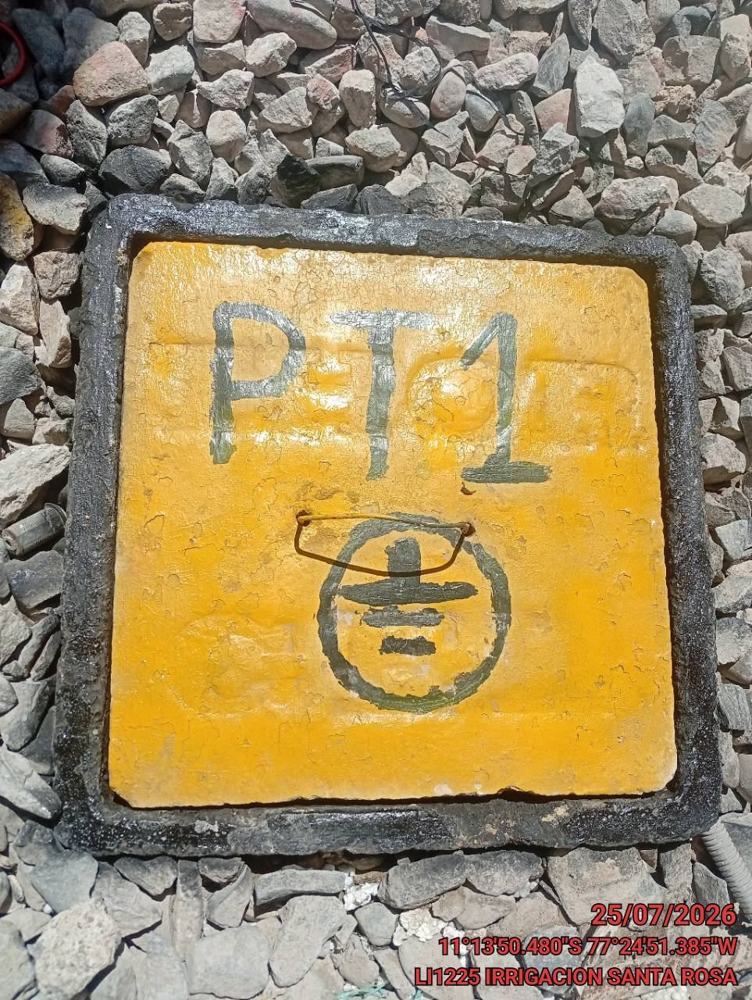 PT1
25/07/2026
11°13'50.480"S 77°24'51.385"W
LI1225 IRRIGACION SANTA ROSA